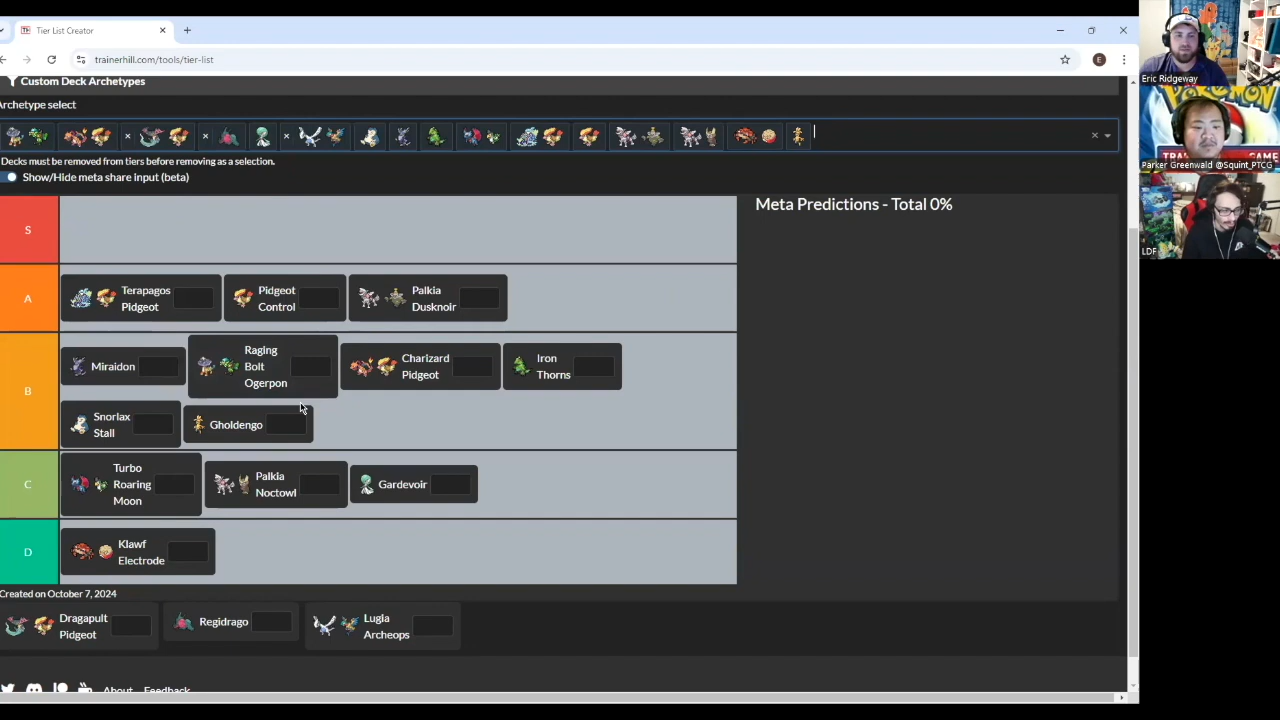 Tier List Creator
trainerhill.com/tools/tier-list
E
Custom Deck Archetypes
Archetype select
Decks must be removed from tiers before removing as a selection.
Show/Hide meta share input (beta)
Meta Predictions - Total 0%
S
A
Terapagos
Pidgeot
Pidgeot
Control
Palkia
Dusknoir
B
Miraidon
Raging
Bolt
Ogerpon
Charizard
Pidgeot
Iron
Thorns
Snorlax
Stall
Gholdengo
C
Turbo
Roaring
Moon
Palkia
Noctowl
Gardevoir
D
Klawf
Electrode
Created on October 7, 2024
Dragapult
Pidgeot
Regidrago
Lugia
Archeops
About
Feedback
Eric Ridgeway
Parker Greenwald @Squint_PTCG
LDF